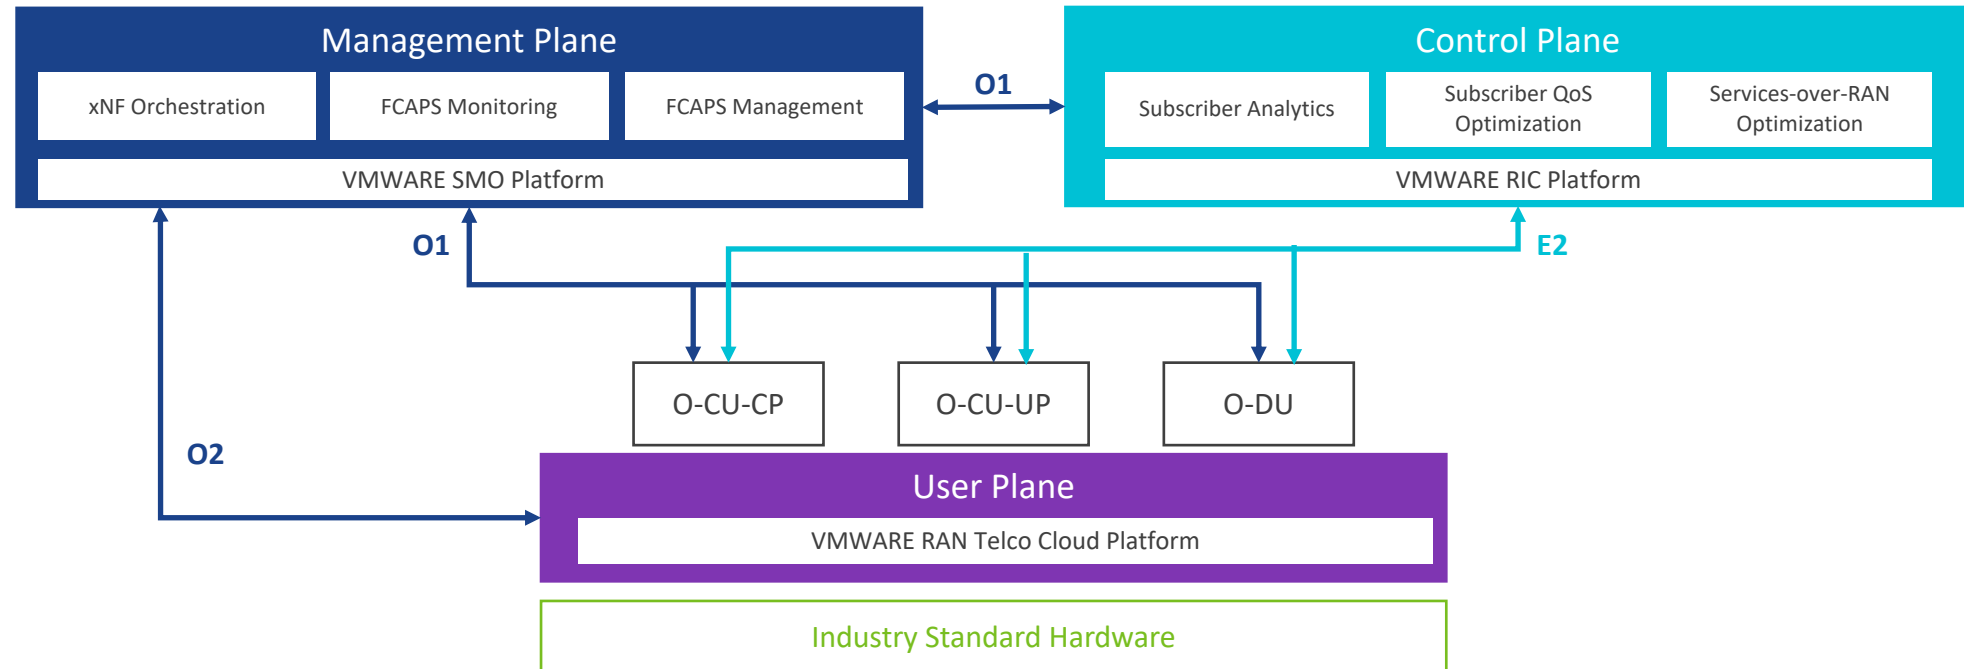 Management Plane
xNF Orchestration
FCAPS Monitoring
FCAPS Management
VMWARE SMO Platform
O1
Control Plane
Subscriber Analytics
Subscriber QoS
Optimization
Services-over-RAN
Optimization
VMWARE RIC Platform
O1
E2
O-CU-CP
O-CU-UP
O-DU
O2
User Plane
VMWARE RAN Telco Cloud Platform
Industry Standard Hardware